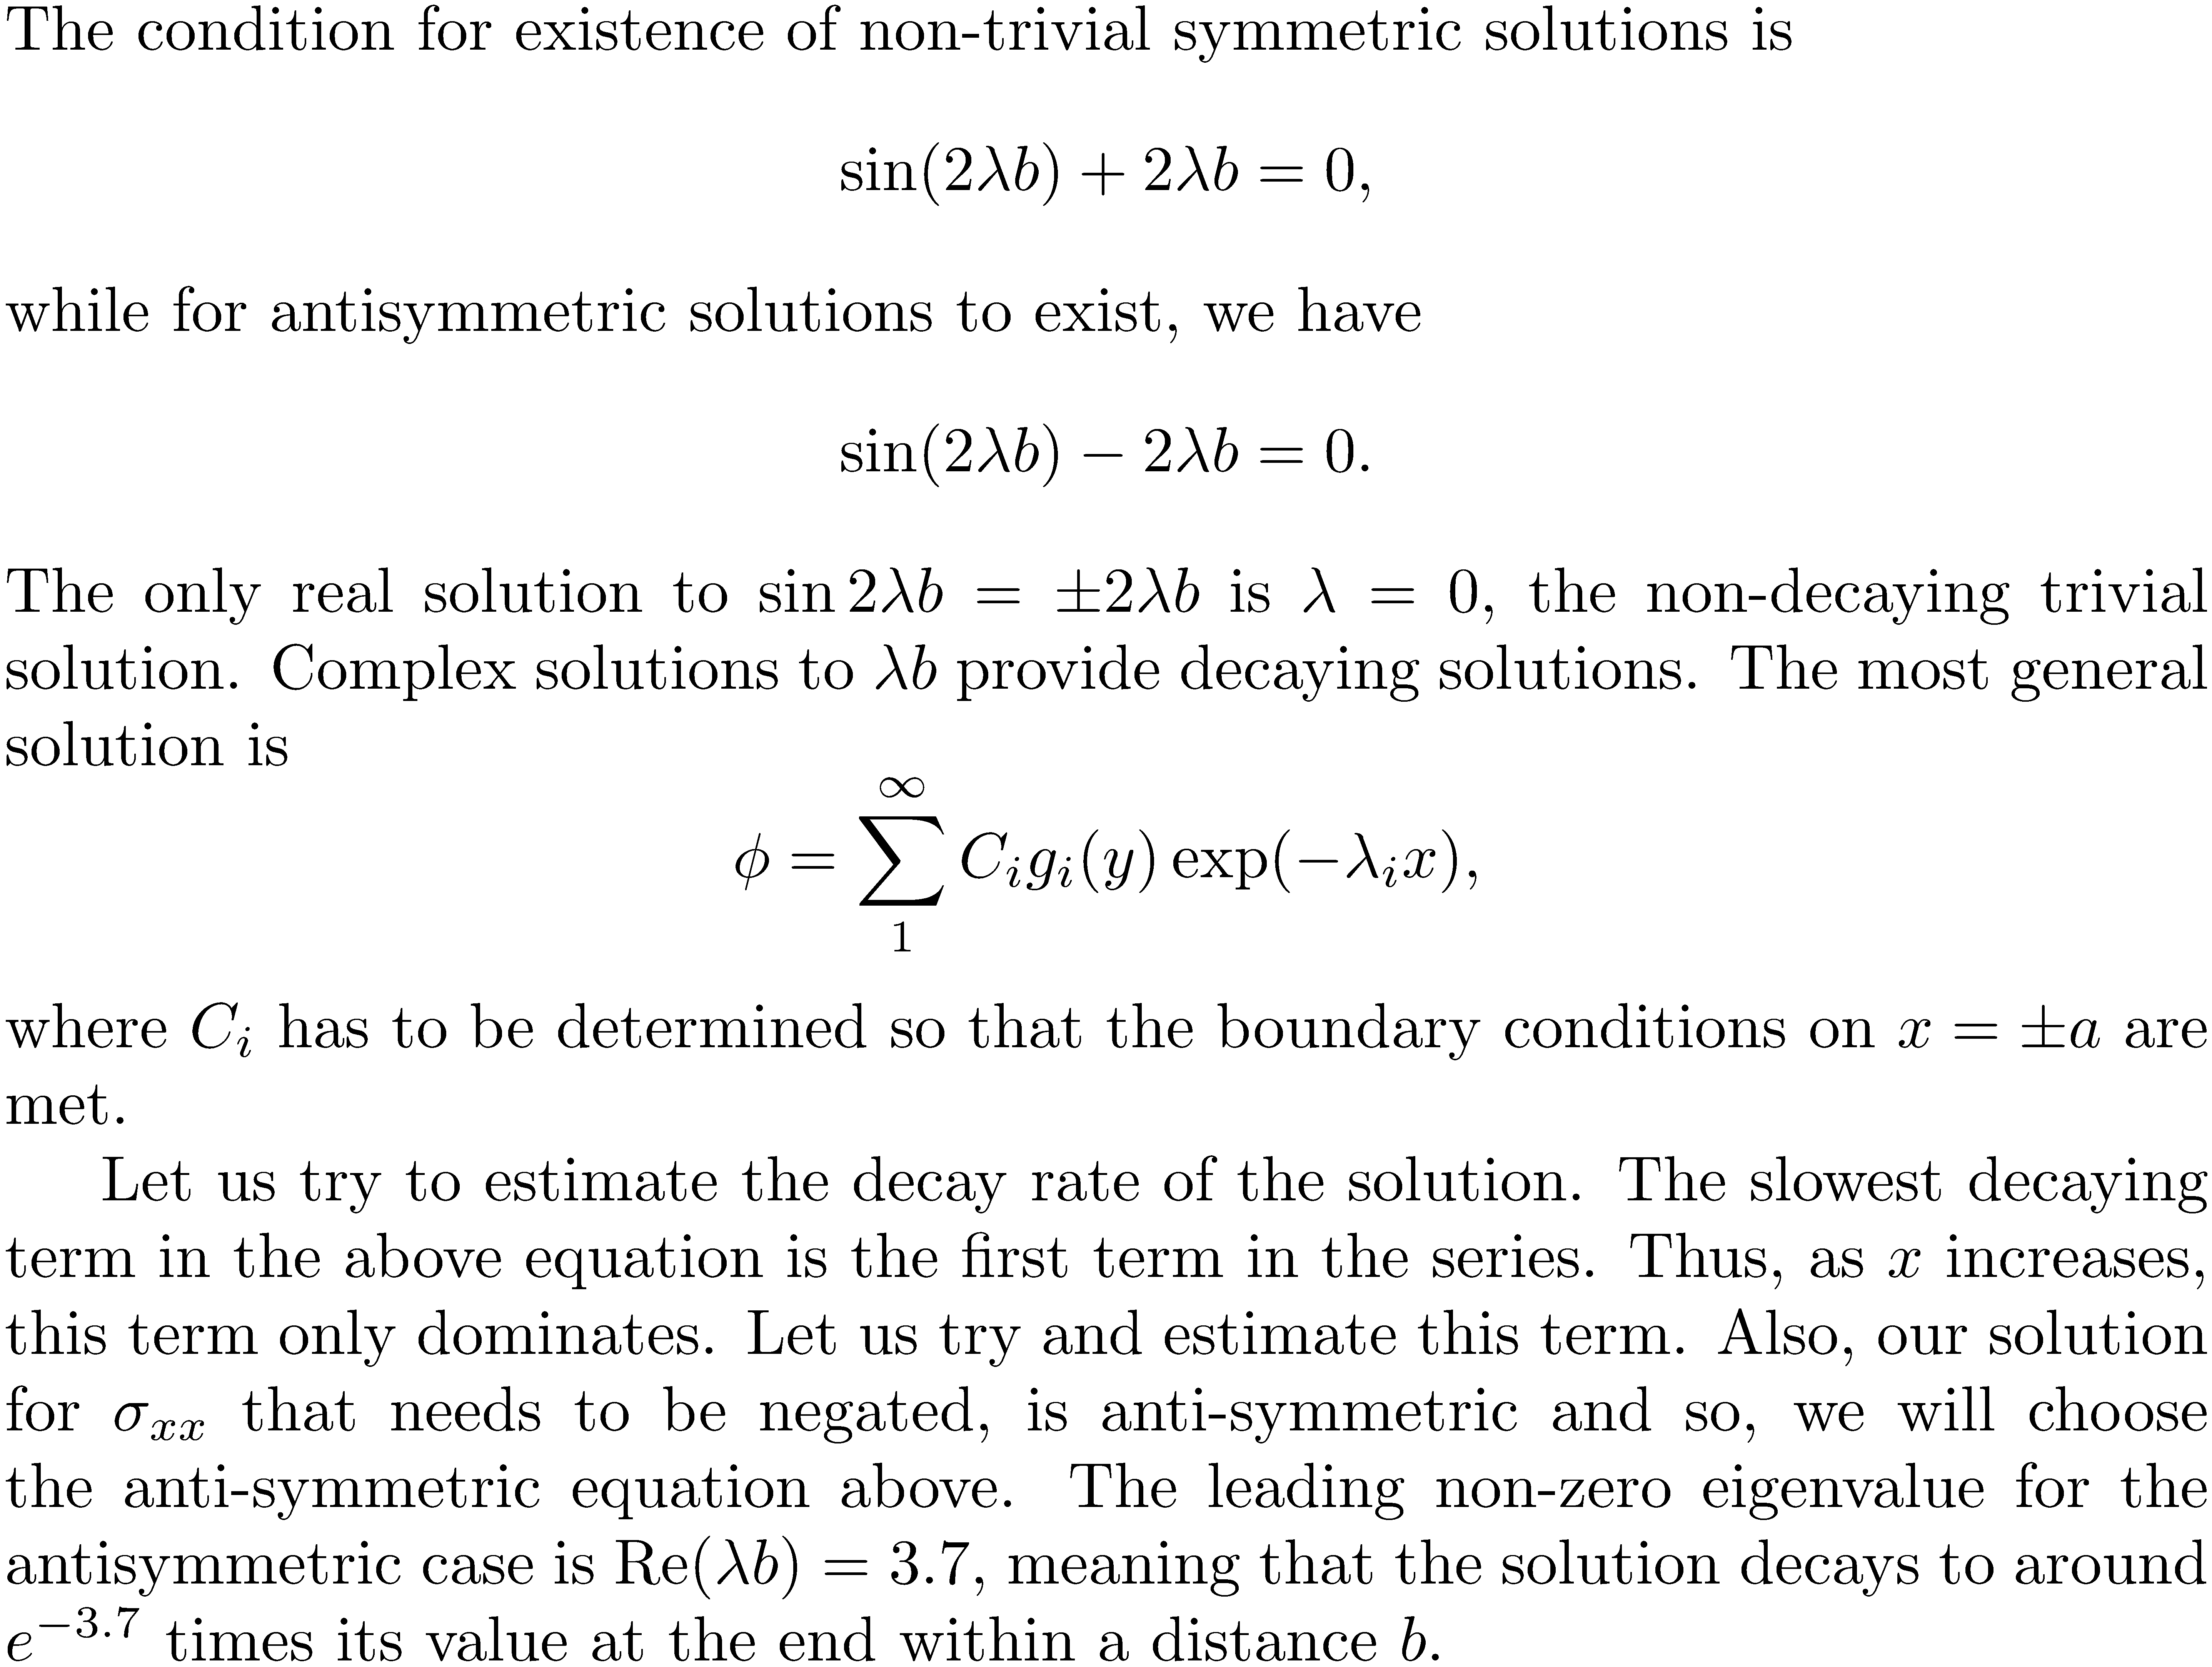 The condition for existence of non-trivial symmetric solutions is
sin(2λb) + 2λb = 0,
while for antisymmetric solutions to exist, we have
sin(2λb) − 2λb = 0.
The only real solution to sin 2λb = ±2λb is λ = 0, the non-decaying trivial
solution. Complex solutions to λb provide decaying solutions. The most general
solution is
ϕ = ∑_{1}^{∞} C_i g_i(y) exp(−λ_i x),
where C_i has to be determined so that the boundary conditions on x = ±a are
met.
Let us try to estimate the decay rate of the solution. The slowest decaying
term in the above equation is the first term in the series. Thus, as x increases,
this term only dominates. Let us try and estimate this term. Also, our solution
for σ_{xx} that needs to be negated, is anti-symmetric and so, we will choose
the anti-symmetric equation above. The leading non-zero eigenvalue for the
antisymmetric case is Re(λb) = 3.7, meaning that the solution decays to around
e^{−3.7} times its value at the end within a distance b.